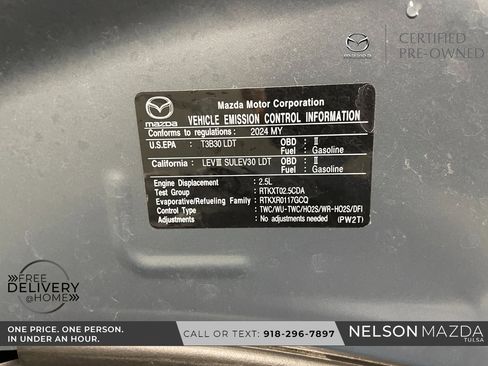 CERTIFIED
PRE-OWNED
mazda
Mazda Motor Corporation
VEHICLE EMISSION CONTROL INFORMATION
Conforms to regulations: 2024 MY
U.S.EPA : T3B30 LDT OBD : II
Fuel : Gasoline
California: LEVIII SULEV30 LDT OBD : II
Fuel : Gasoline
Engine Displacement : 2.5L
Test Group : RTKXT02.5CDA
Evaporative/Refueling Family : RTKXR0117GCQ
Control Type : TWC/WU-TWC/HO2S/WR-HO2S/DFI
Adjustments : No adjustments needed (PW2T)
FREE
DELIVERY
@HOME
ONE PRICE. ONE PERSON.
IN UNDER AN HOUR.
CALL OR TEXT: 918-296-7897
NELSON MAZDA
TULSA